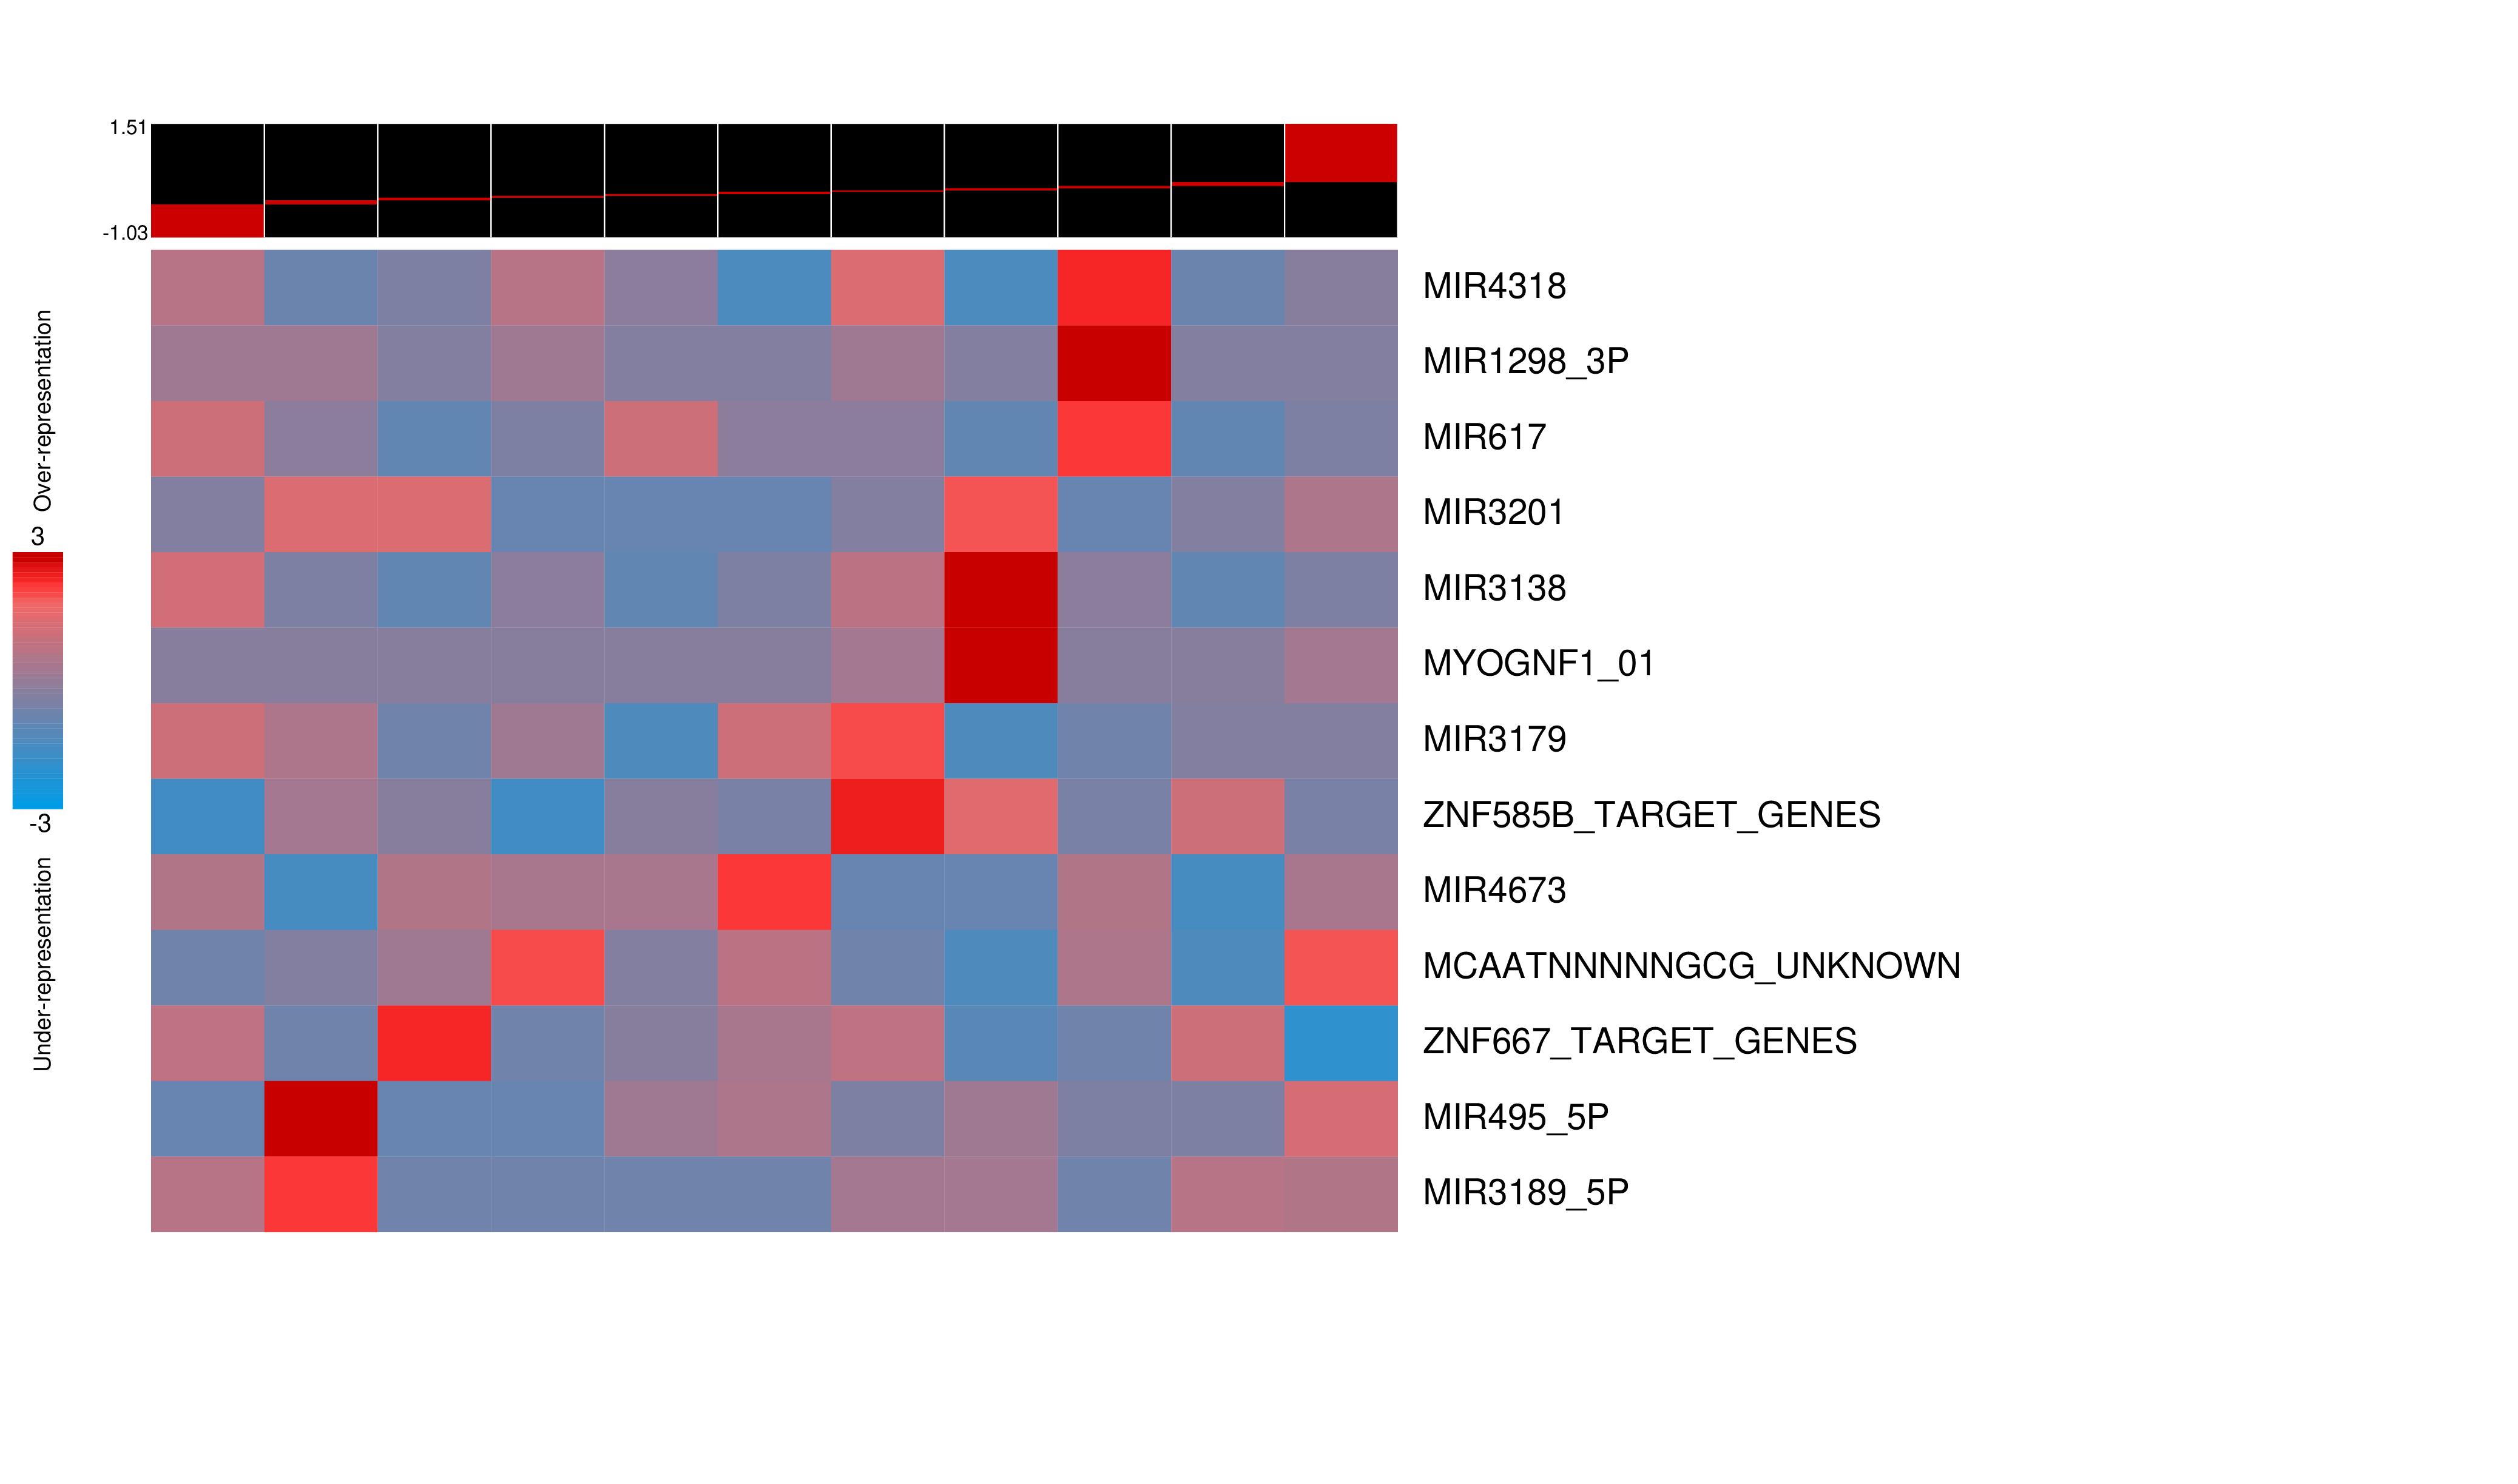 1.51
-1.03
Over-representation
3
-3
Under-representation
MIR4318
MIR1298_3P
MIR617
MIR3201
MIR3138
MYOGNF1_01
MIR3179
ZNF585B_TARGET_GENES
MIR4673
MCAATNNNNNGCG_UNKNOWN
ZNF667_TARGET_GENES
MIR495_5P
MIR3189_5P